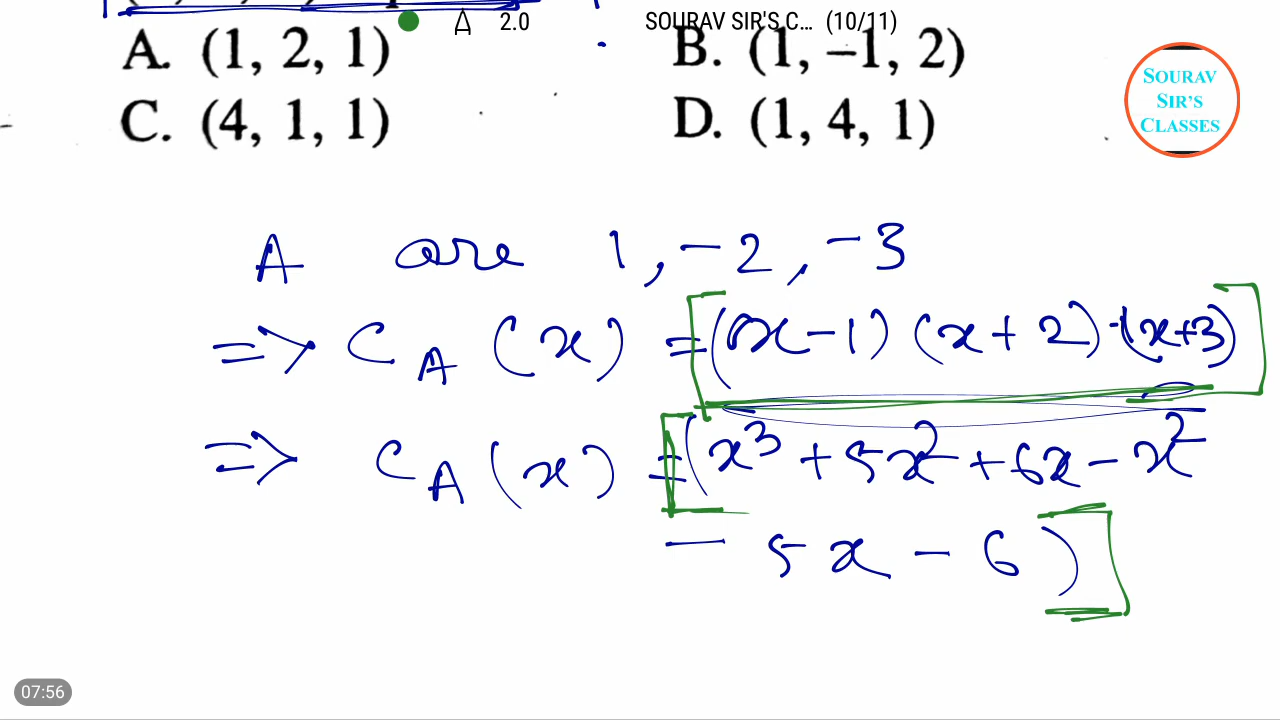 2.0 SOURAV SIR'S C... (10/11)
A. (1, 2, 1) B. (1, –1, 2)
C. (4, 1, 1) D. (1, 4, 1)
SOURAV
SIR'S
CLASSES
A are 1, -2, -3
=> C_A (x) = (x-1) (x+2)·(x+3)
=> C_A (x) = (x³ + 5x² + 6x - x²
- 5x - 6)
07:56